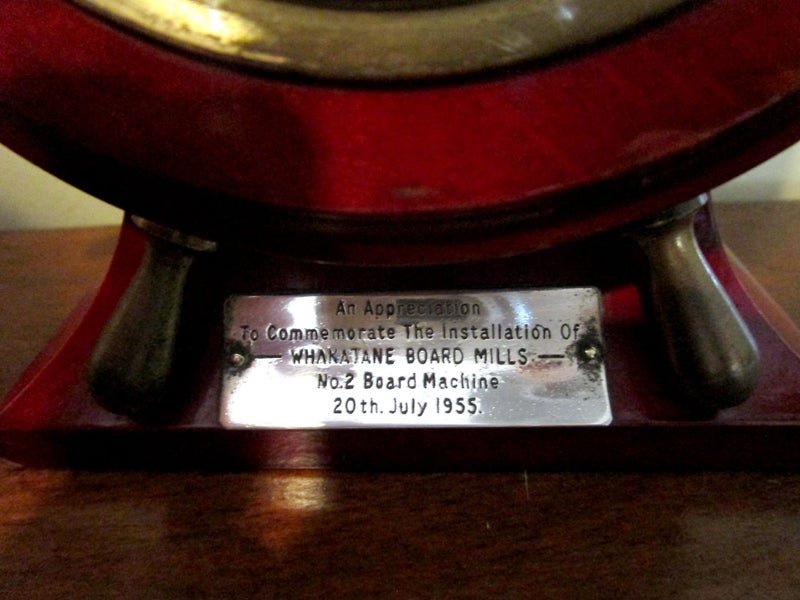 An Appreciation
To Commemorate The Installation Of
— WHAKATANE BOARD MILLS —
No.2 Board Machine
20th. July 1955.